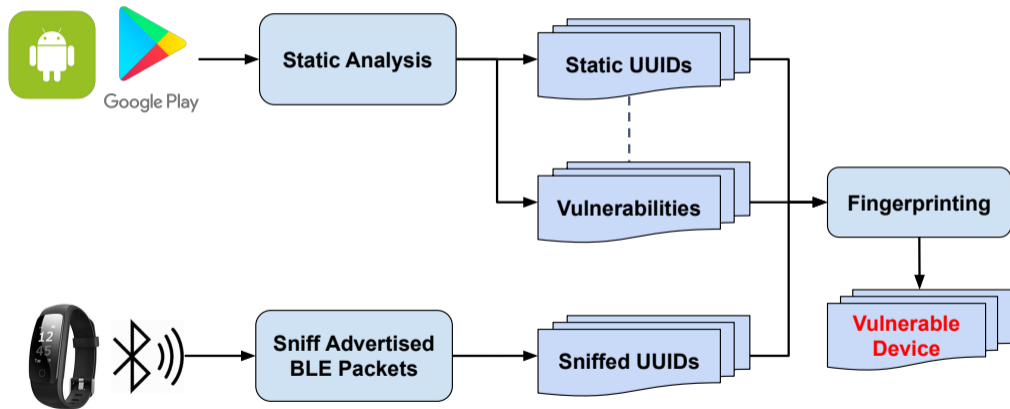 Google Play
Static Analysis
Static UUIDs
Vulnerabilities
Fingerprinting
Vulnerable
Device
12
45
Sniff Advertised
BLE Packets
Sniffed UUIDs